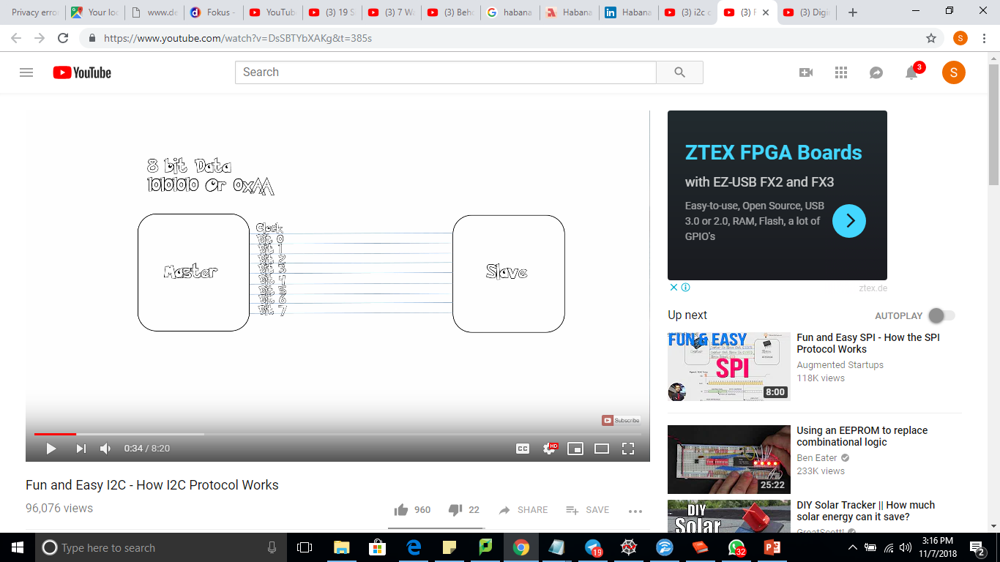 Privacy erro
Your loc
www.de
Fokus -
YouTub
(3) 19 S
(3) 7 Wa
(3) Beho
habana
Habana
Habana
(3) i2c c
(3) F
(3) Digi
https://www.youtube.com/watch?v=DsSBTYbXAKg&t=385s
S
YouTube
Search
3
S
8 bit Data
10101010 Or 0xAA
Clock
Bit 0
Bit 1
Bit 2
Bit 3
Bit 4
Bit 5
Bit 6
Bit 7
Master
Slave
Subscribe
0:34 / 8:20
CC
HD
Fun and Easy I2C - How I2C Protocol Works
96,076 views
960
22
SHARE
SAVE
ZTEX FPGA Boards
with EZ-USB FX2 and FX3
Easy-to-use, Open Source, USB
3.0 or 2.0, RAM, Flash, a lot of
GPIO's
ztex.de
Up next
AUTOPLAY
FUN & EASY
SPI
8:00
Fun and Easy SPI - How the SPI
Protocol Works
Augmented Startups
118K views
25:22
Using an EEPROM to replace
combinational logic
Ben Eater
233K views
DIY
Solar
DIY Solar Tracker || How much
solar energy can it save?
GreatScott!
Type here to search
19
32
3:16 PM
11/7/2018
2